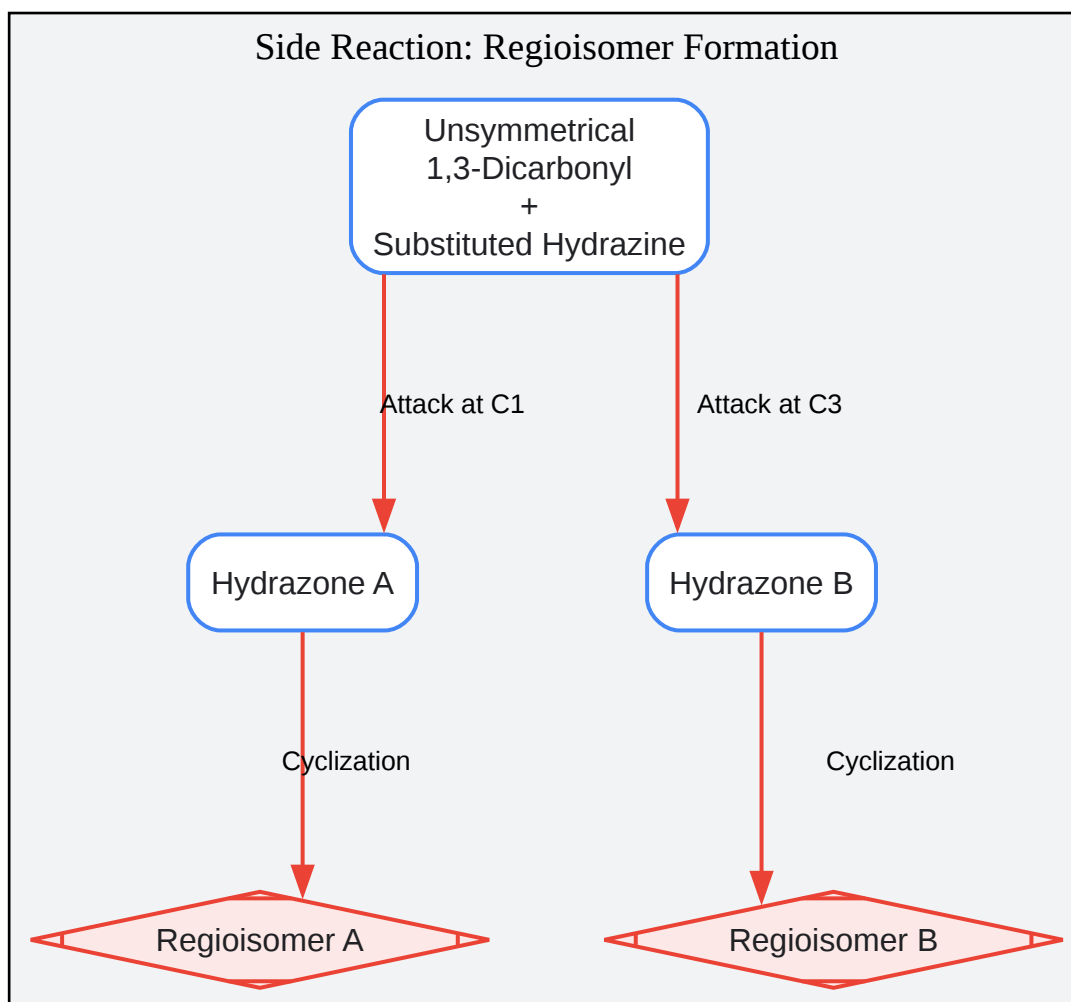 Side Reaction: Regioisomer Formation
Unsymmetrical
1,3-Dicarbonyl
+
Substituted Hydrazine
Attack at C1
Attack at C3
Hydrazone A
Hydrazone B
Cyclization
Cyclization
Regioisomer A
Regioisomer B